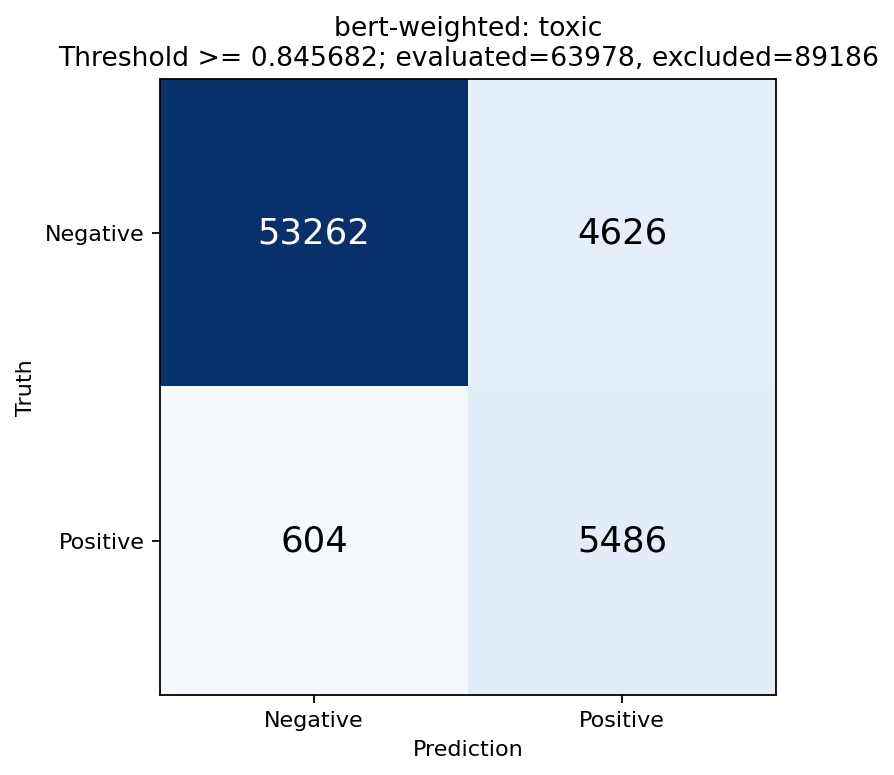 bert-weighted: toxic
Threshold >= 0.845682; evaluated=63978, excluded=89186
Negative
53262
4626
Truth
Positive
604
5486
Negative
Positive
Prediction